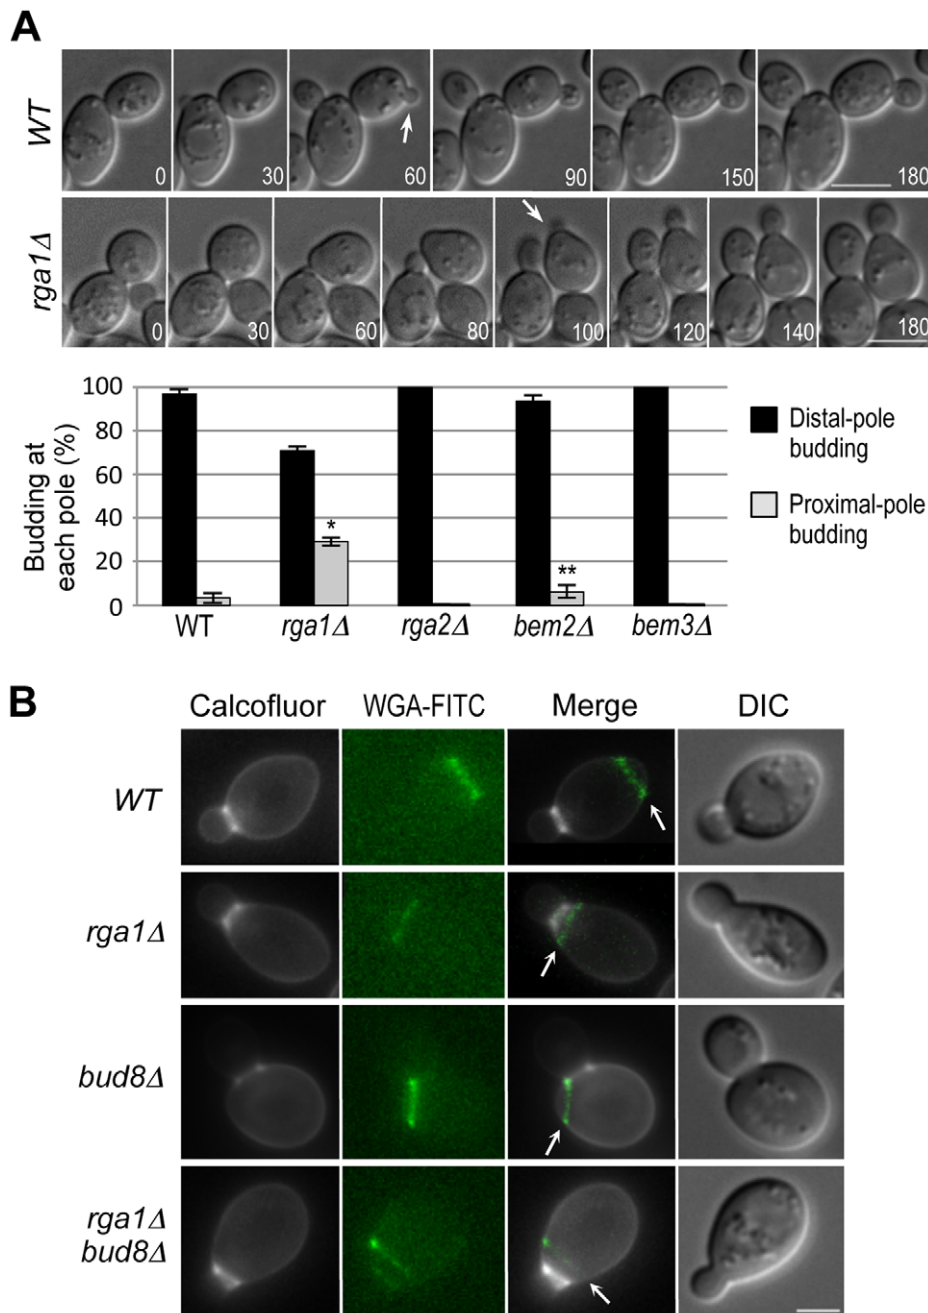 A
WT
0 30 60 90 150 180
rga1Δ
0 30 60 80 100 120 140 180
Budding at
each pole (%)
100
80
60
40
20
0
*
**
WT rga1Δ rga2Δ bem2Δ bem3Δ
Distal-pole
budding
Proximal-pole
budding
B
Calcofluor WGA-FITC Merge DIC
WT
rga1Δ
bud8Δ
rga1Δ
bud8Δ